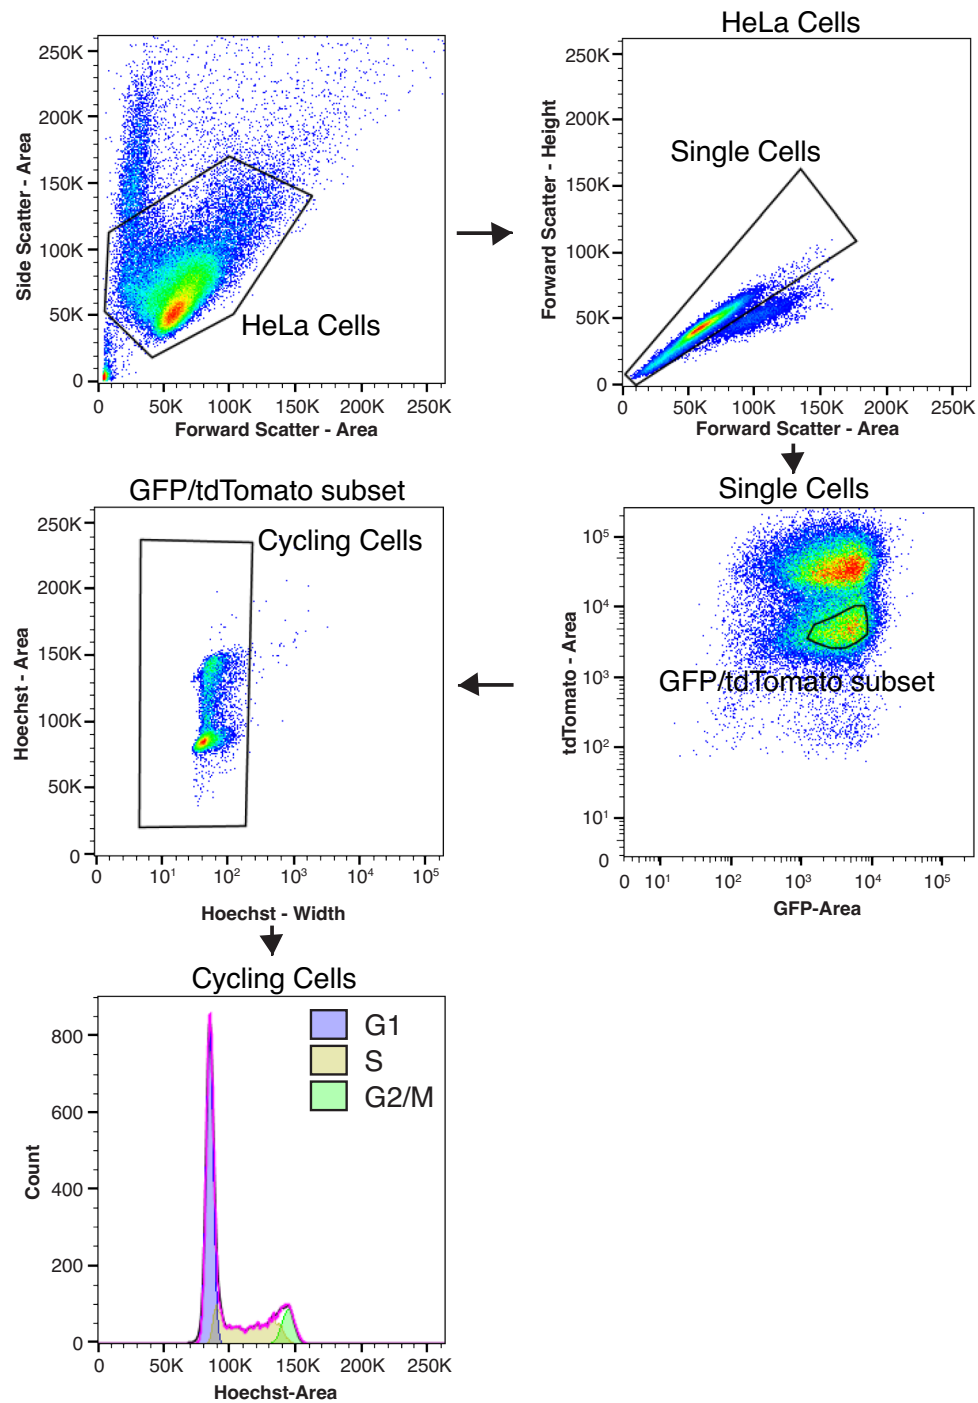 HeLa Cells
250K
200K
150K
100K
50K
0
Side Scatter - Area
HeLa Cells
0 50K 100K 150K 200K 250K
Forward Scatter - Area
250K
200K
150K
100K
50K
0
Forward Scatter - Height
Single Cells
0 50K 100K 150K 200K 250K
Forward Scatter - Area
GFP/tdTomato subset
250K
200K
150K
100K
50K
0
Hoechst - Area
Cycling Cells
0 10¹ 10² 10³ 10⁴ 10⁵
Hoechst - Width
Single Cells
10⁵
10⁴
10³
10²
10¹
0
tdTomato - Area
GFP/tdTomato subset
0 10¹ 10² 10³ 10⁴ 10⁵
GFP-Area
Cycling Cells
800
600
400
200
0
Count
G1
S
G2/M
0 50K 100K 150K 200K 250K
Hoechst-Area